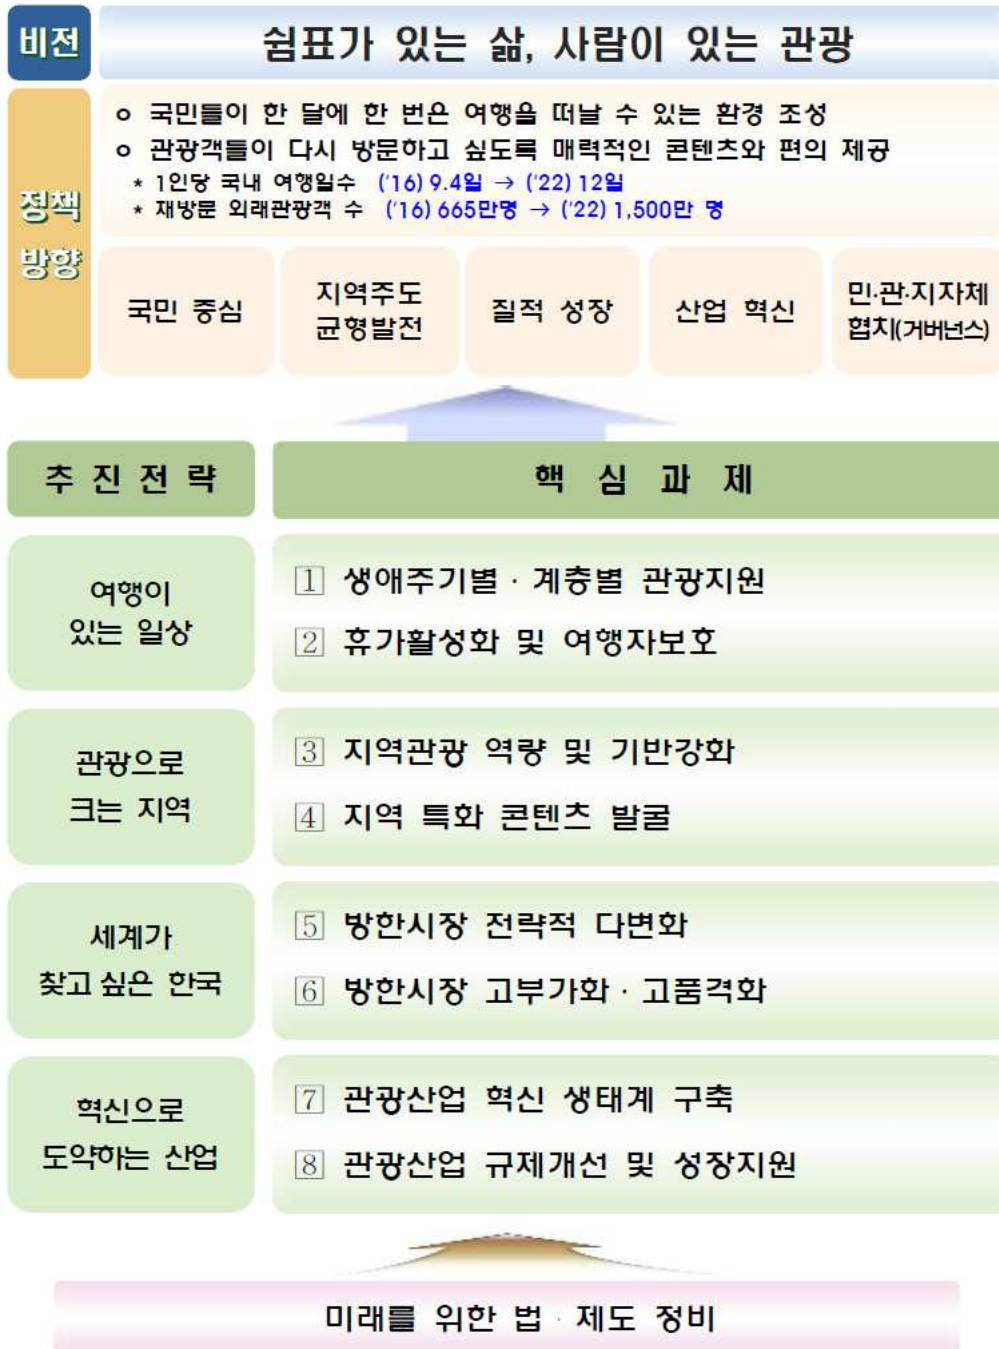 비전
쉼표가 있는 삶, 사람이 있는 관광
정책
방향
o 국민들이 한 달에 한 번은 여행을 떠날 수 있는 환경 조성
o 관광객들이 다시 방문하고 싶도록 매력적인 콘텐츠와 편의 제공
* 1인당 국내 여행일수 ('16) 9.4일 → ('22) 12일
* 재방문 외래관광객 수 ('16) 665만명 → ('22) 1,500만 명
국민 중심
지역주도
균형발전
질적 성장
산업 혁신
민·관·지자체
협치(거버넌스)
추 진 전 략
핵 심 과 제
여행이
있는 일상
1 생애주기별 · 계층별 관광지원
2 휴가활성화 및 여행자보호
관광으로
크는 지역
3 지역관광 역량 및 기반강화
4 지역 특화 콘텐츠 발굴
세계가
찾고 싶은 한국
5 방한시장 전략적 다변화
6 방한시장 고부가화 · 고품격화
혁신으로
도약하는 산업
7 관광산업 혁신 생태계 구축
8 관광산업 규제개선 및 성장지원
미래를 위한 법 · 제도 정비